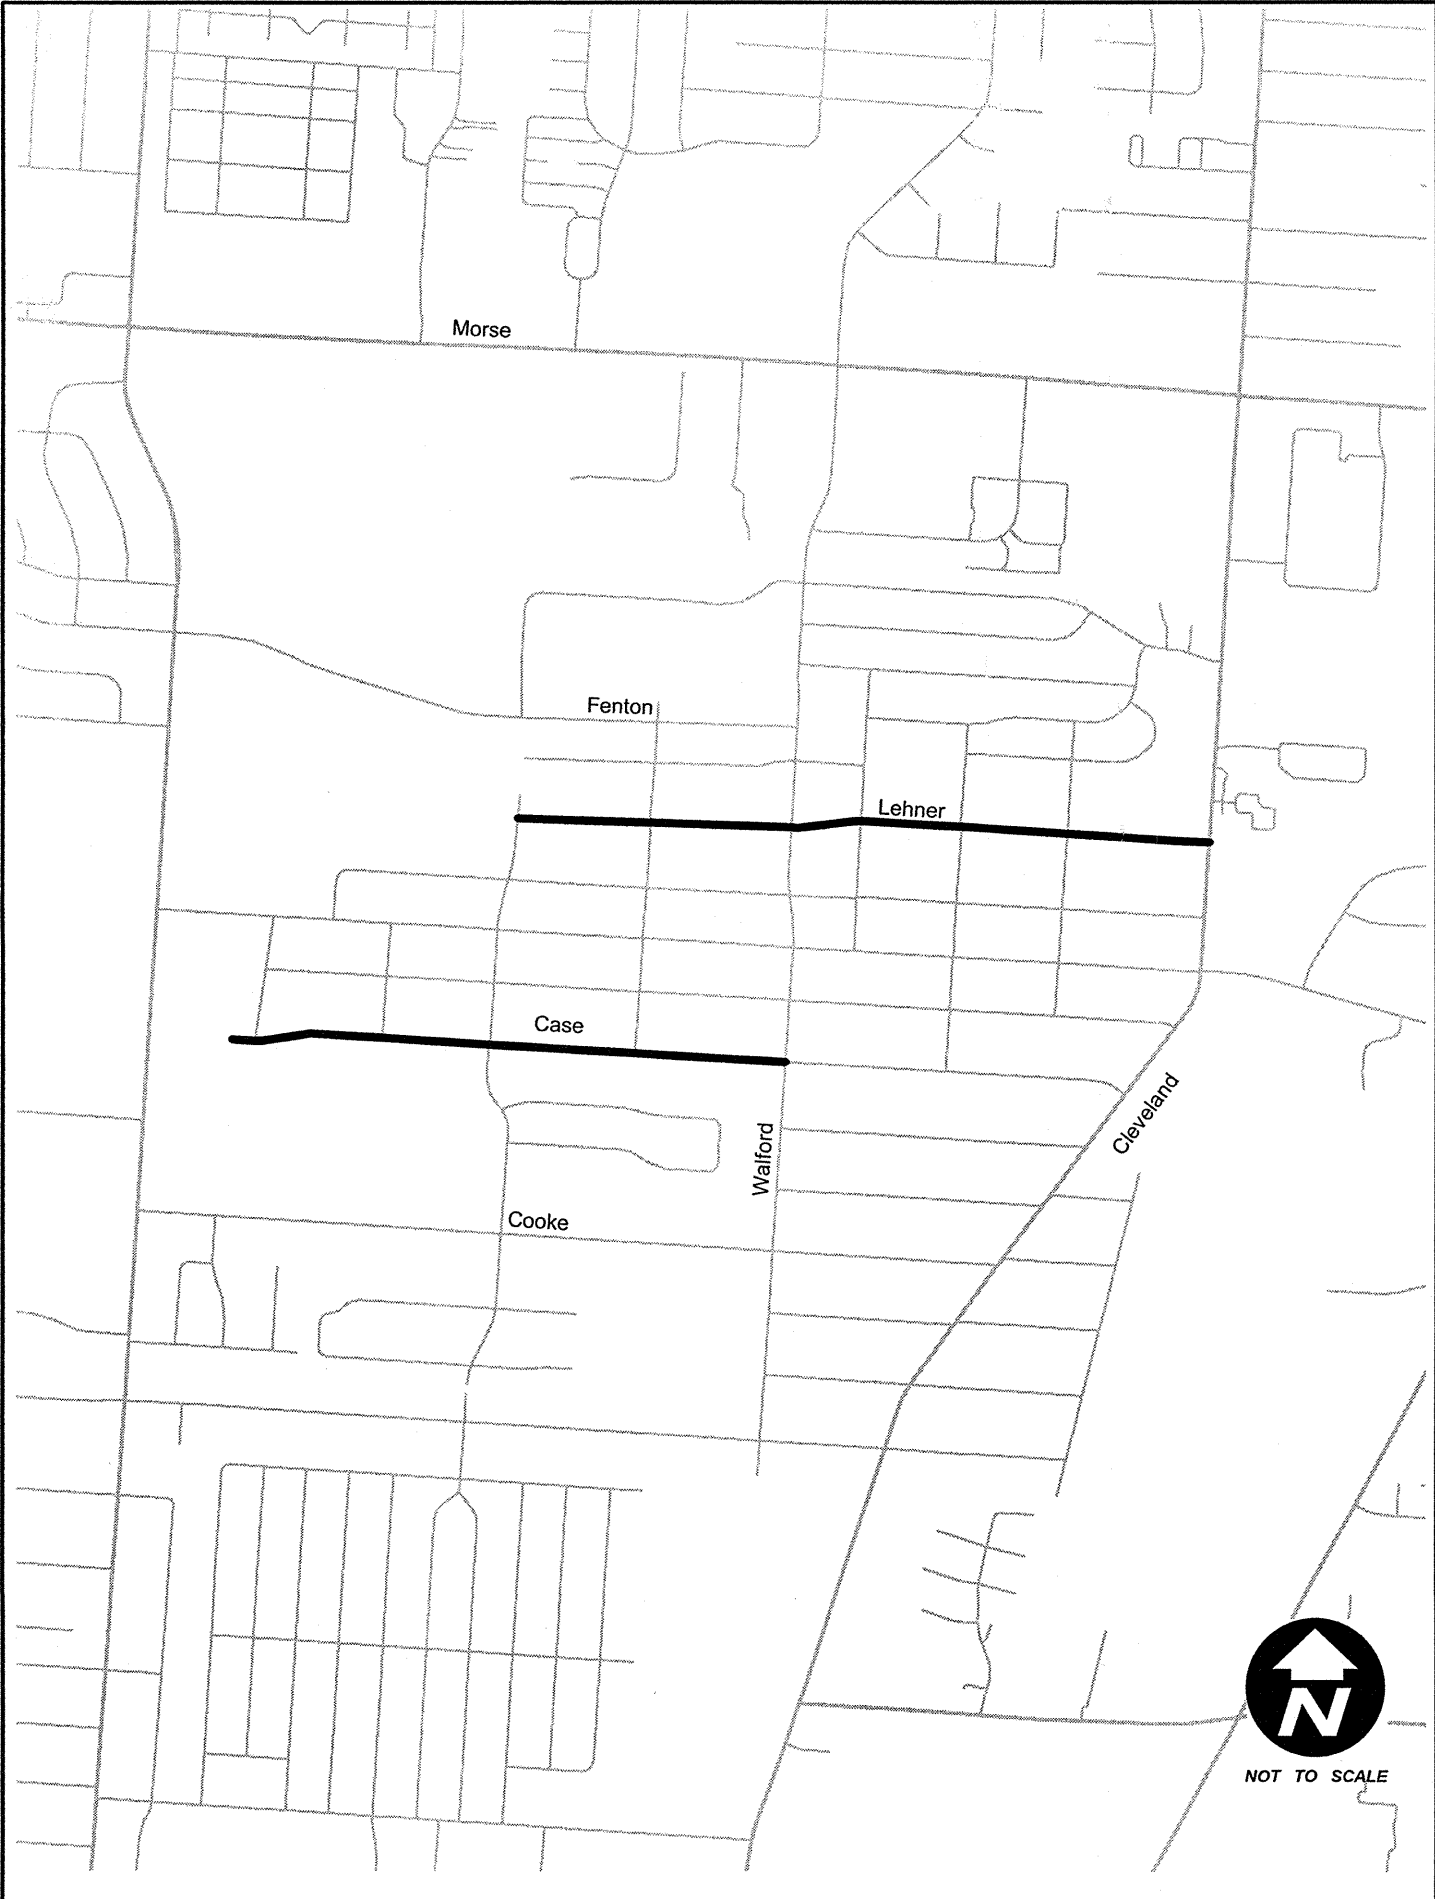 Morse
Fenton
Lehner
Case
Cleveland
Walford
Cooke
N
NOT TO SCALE